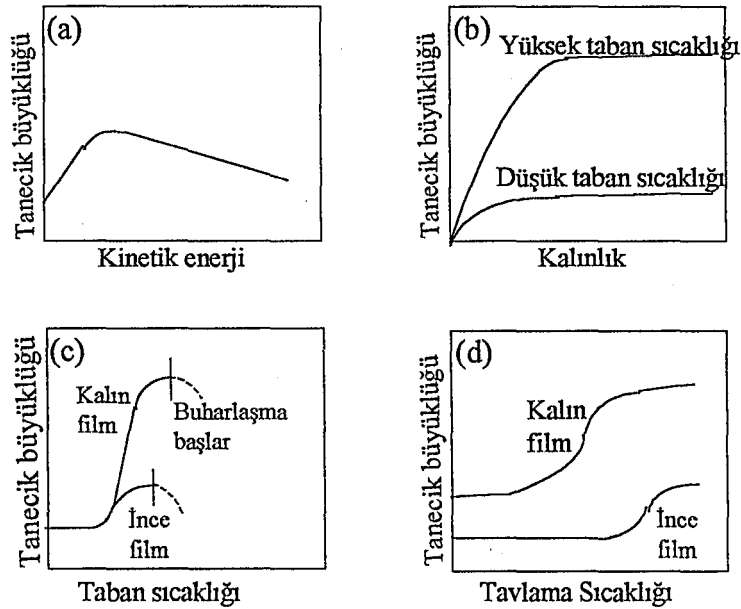 (a)
Tanecik büyüklüğü
Kinetik enerji
(b)
Yüksek taban sıcaklığı
Düşük taban sıcaklığı
Tanecik büyüklüğü
Kalınlık
(c)
Kalın
film
Buharlaşma
başlar
İnce
film
Tanecik büyüklüğü
Taban sıcaklığı
(d)
Kalın
film
İnce
film
Tanecik büyüklüğü
Tavlama Sıcaklığı